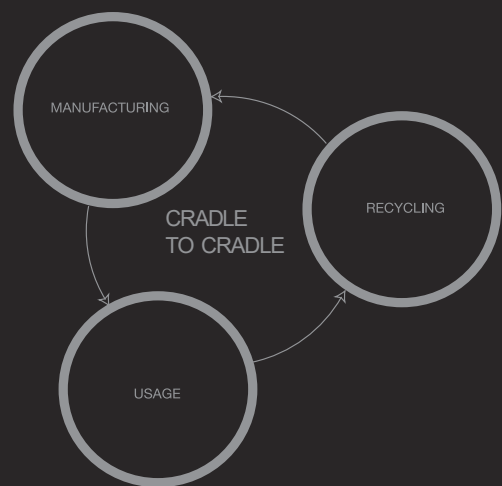 MANUFACTURING
RECYCLING
CRADLE
TO CRADLE
USAGE